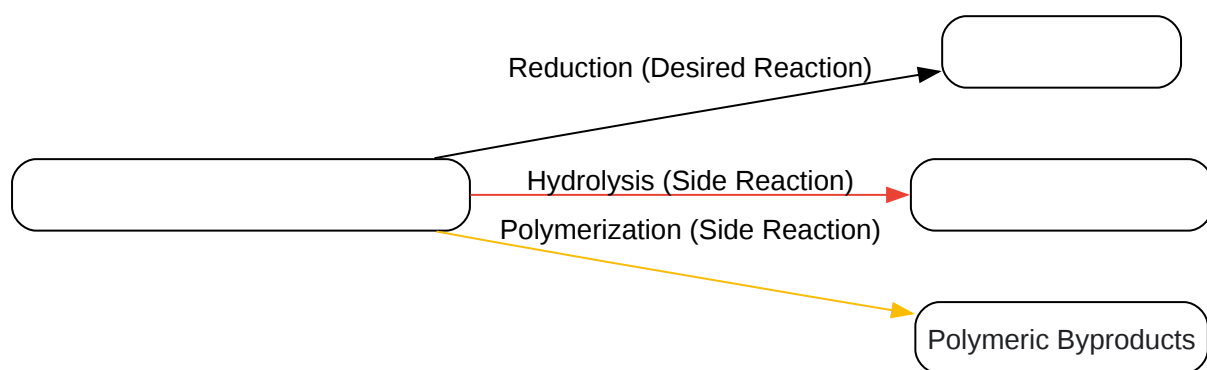 Reduction (Desired Reaction)
Hydrolysis (Side Reaction)
Polymerization (Side Reaction)
Polymeric Byproducts